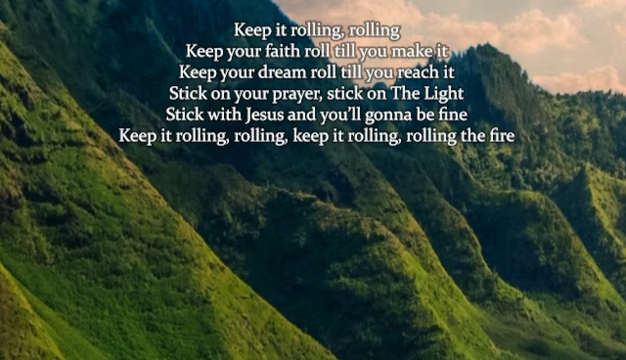 Keep it rolling, rolling
Keep your faith roll till you make it
Keep your dream roll till you reach it
Stick on your prayer, stick on The Light
Stick with Jesus and you'll gonna be fine
Keep it rolling, rolling, keep it rolling, rolling the fire